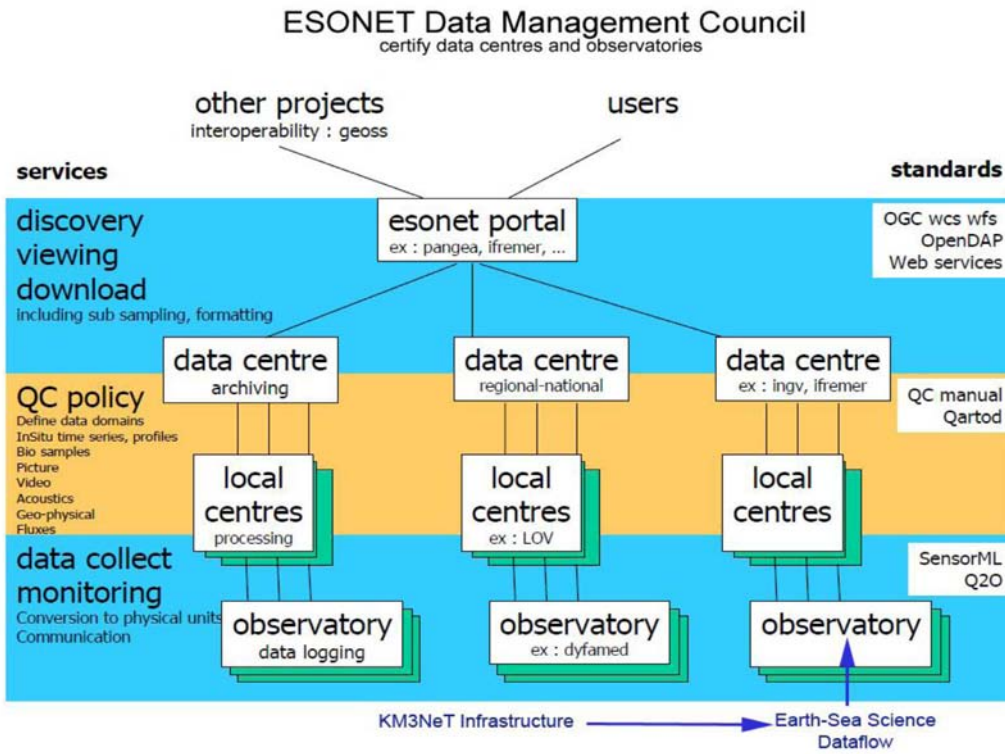 ESONET Data Management Council
certify data centres and observatories
other projects
interoperability : geoss
users
services
standards
discovery
viewing
download
including sub sampling, formatting
esonet portal
ex : pangea, ifremer, ...
OGC wcs wfs
OpenDAP
Web services
data centre
archiving
data centre
regional-national
data centre
ex : ingv, ifremer
QC policy
Define data domains
InSitu time series, profiles
Bio samples
Picture
Video
Acoustics
Geo-physical
Fluxes
QC manual
Qartod
local
centres
processing
local
centres
ex : LOV
local
centres
data collect
monitoring
Conversion to physical units
Communication
SensorML
Q2O
observatory
data logging
observatory
ex : dyfamed
observatory
KM3NeT Infrastructure
Earth-Sea Science
Dataflow